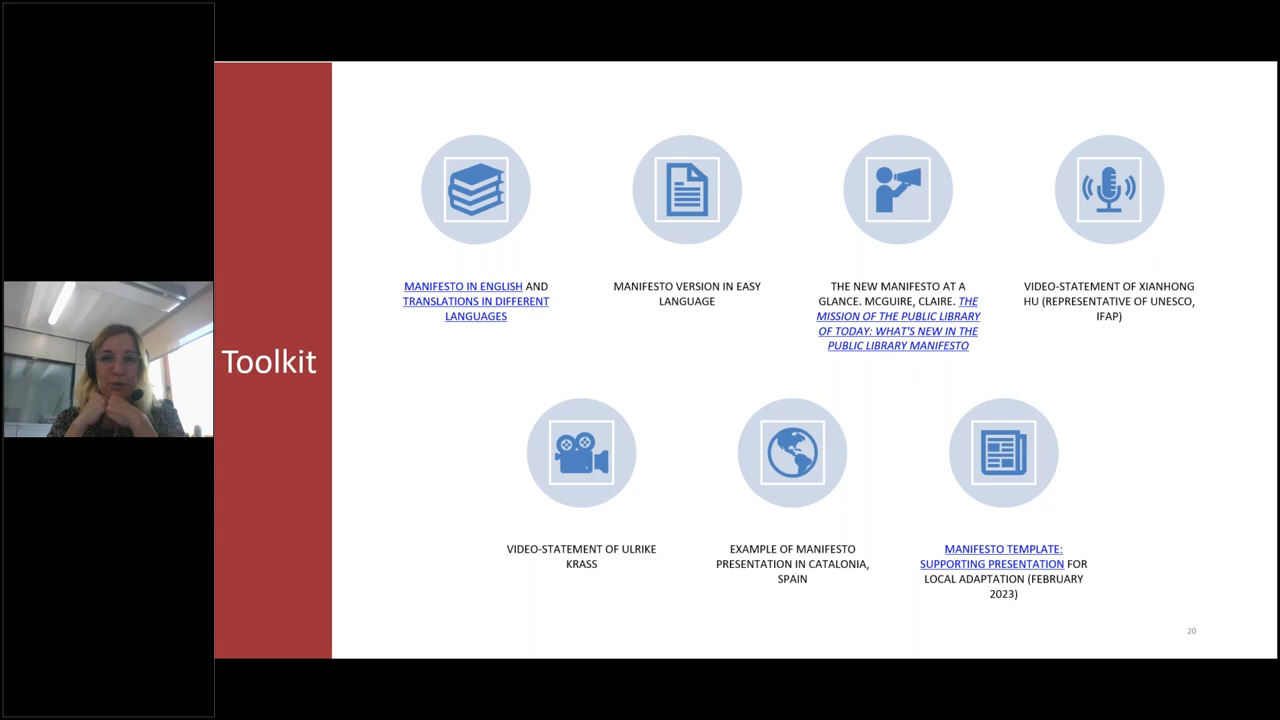 Toolkit
MANIFESTO IN ENGLISH AND
TRANSLATIONS IN DIFFERENT
LANGUAGES
MANIFESTO VERSION IN EASY
LANGUAGE
THE NEW MANIFESTO AT A
GLANCE. MCGUIRE, CLAIRE. THE
MISSION OF THE PUBLIC LIBRARY
OF TODAY: WHAT'S NEW IN THE
PUBLIC LIBRARY MANIFESTO
VIDEO-STATEMENT OF XIANHONG
HU (REPRESENTATIVE OF UNESCO,
IFAP)
VIDEO-STATEMENT OF ULRIKE
KRASS
EXAMPLE OF MANIFESTO
PRESENTATION IN CATALONIA,
SPAIN
MANIFESTO TEMPLATE:
SUPPORTING PRESENTATION FOR
LOCAL ADAPTATION (FEBRUARY
2023)
20